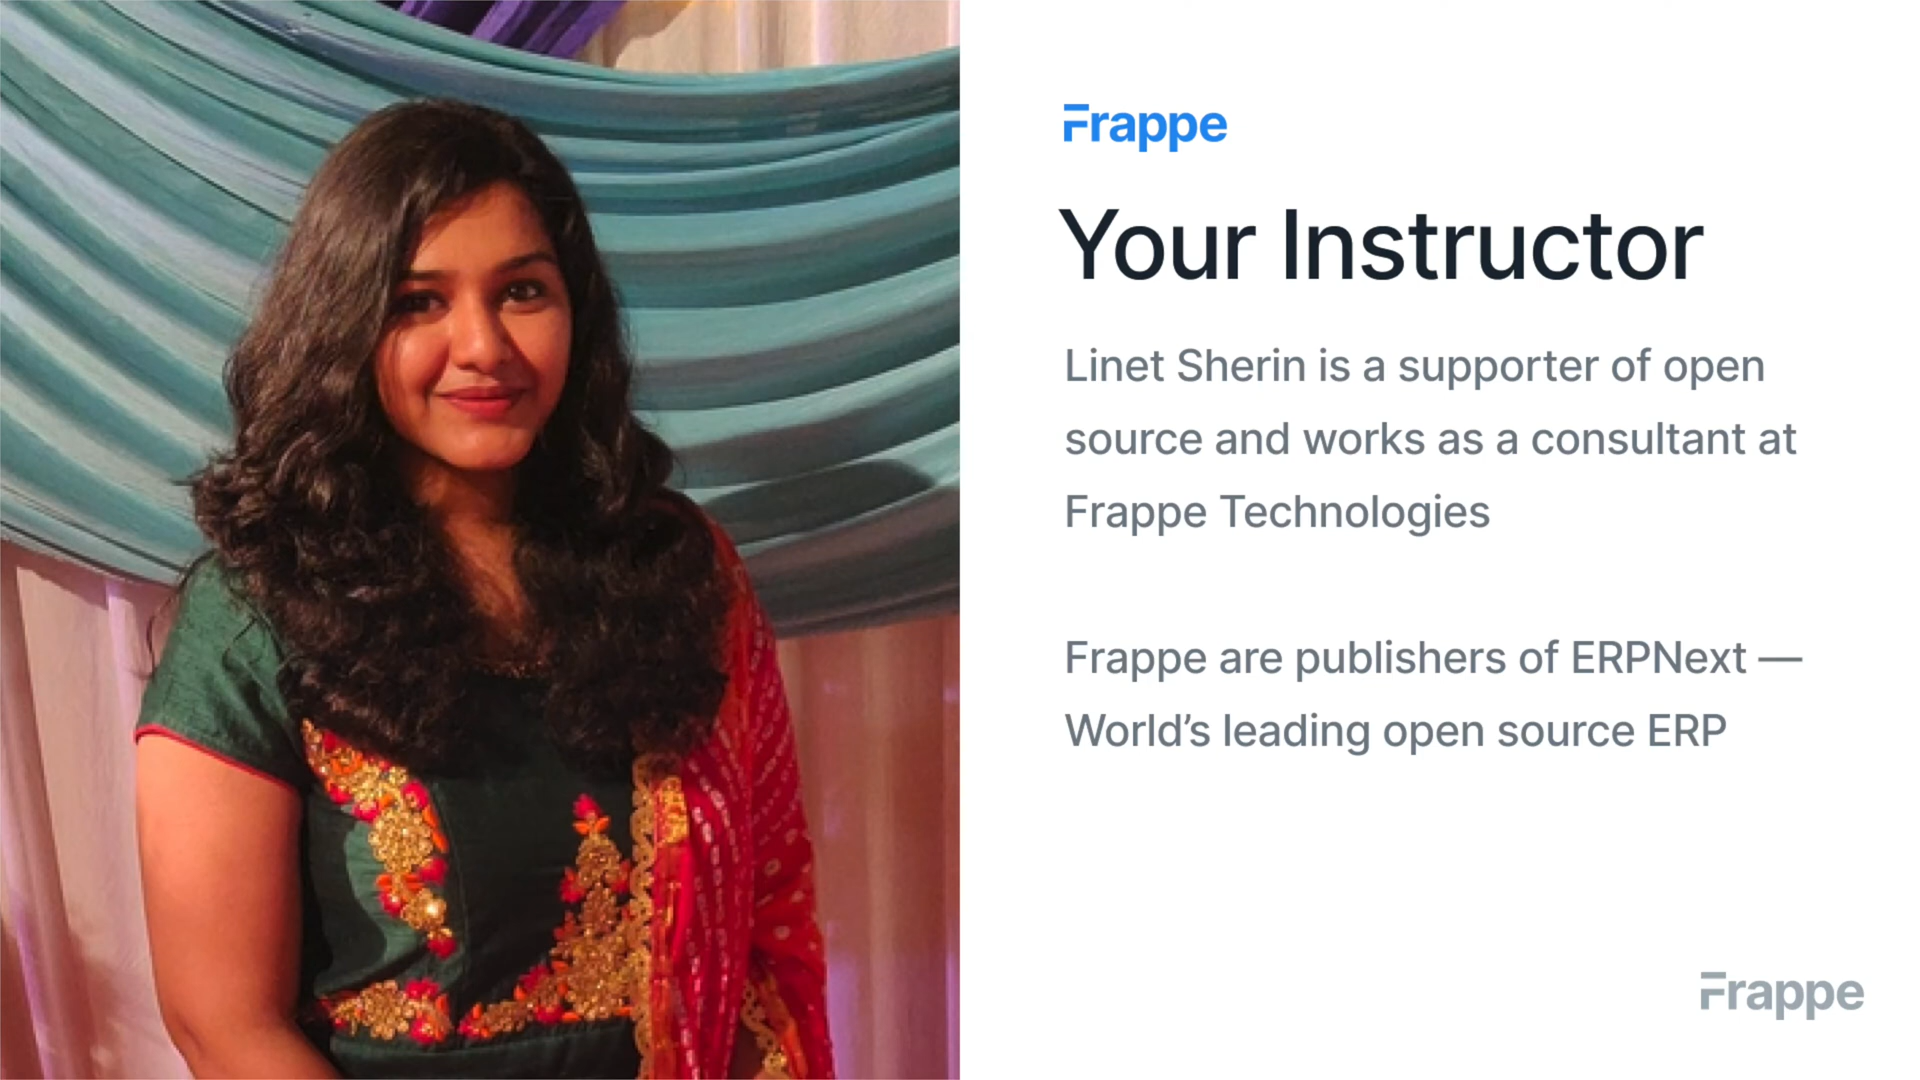 Frappe
Your Instructor
Linet Sherin is a supporter of open
source and works as a consultant at
Frappe Technologies
Frappe are publishers of ERPNext —
World’s leading open source ERP
Frappe